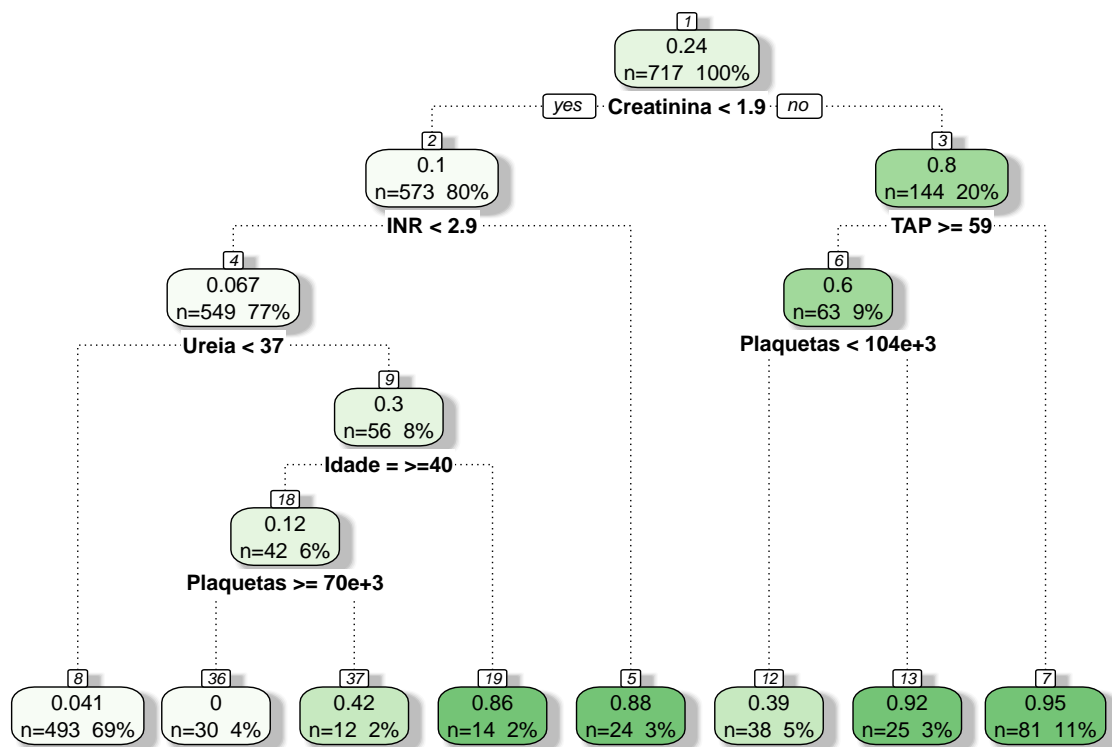 1
0.24
n=717 100%
yes Creatinina < 1.9 no
2
0.1
n=573 80%
INR < 2.9
3
0.8
n=144 20%
TAP >= 59
4
0.067
n=549 77%
Ureia < 37
6
0.6
n=63 9%
Plaquetas < 104e+3
9
0.3
n=56 8%
Idade = >=40
18
0.12
n=42 6%
Plaquetas >= 70e+3
8
0.041
n=493 69%
36
0
n=30 4%
37
0.42
n=12 2%
19
0.86
n=14 2%
5
0.88
n=24 3%
12
0.39
n=38 5%
13
0.92
n=25 3%
7
0.95
n=81 11%